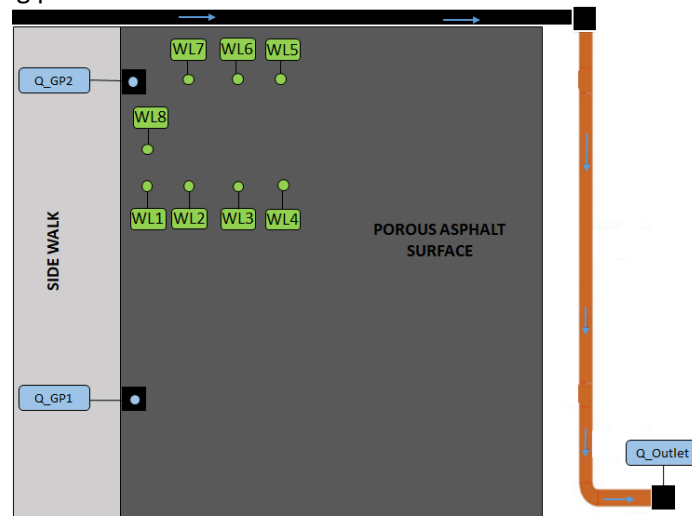 WL7
WL6
WL5
Q_GP2
WL8
WL1
WL2
WL3
WL4
SIDE WALK
POROUS ASPHALT
SURFACE
Q_GP1
Q_Outlet